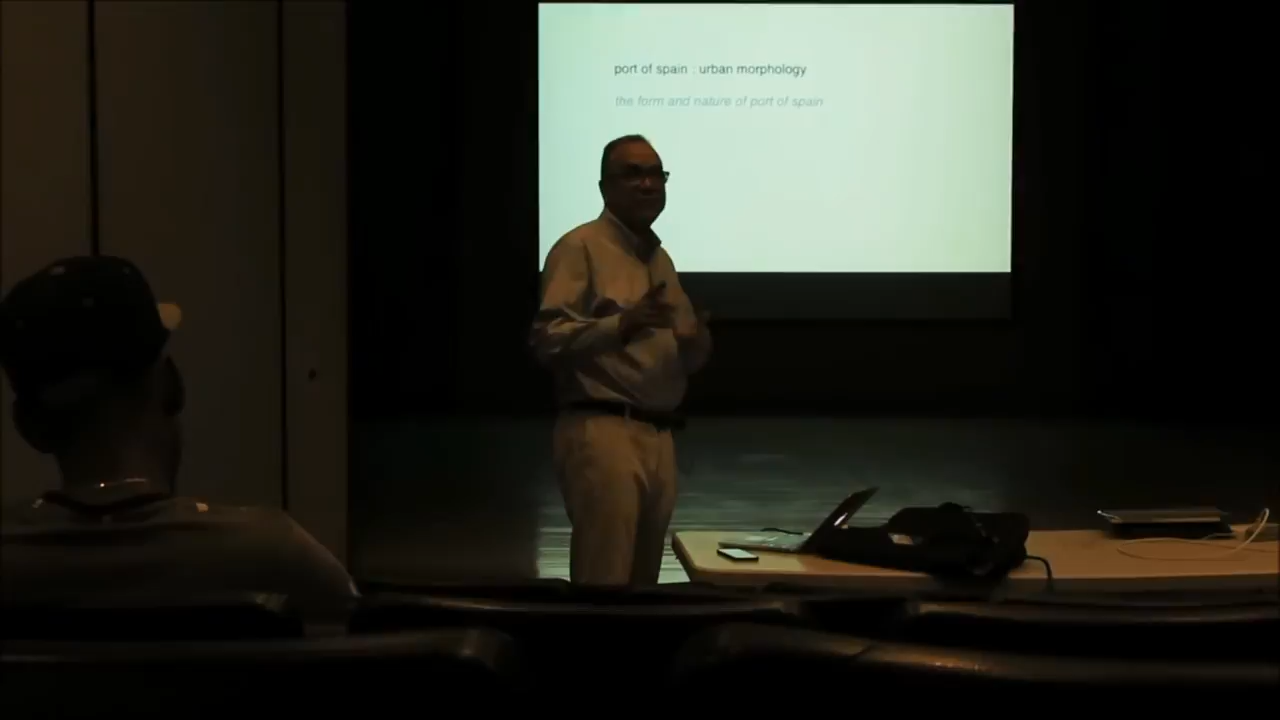 port of spain : urban morphology
the form and nature of port of spain